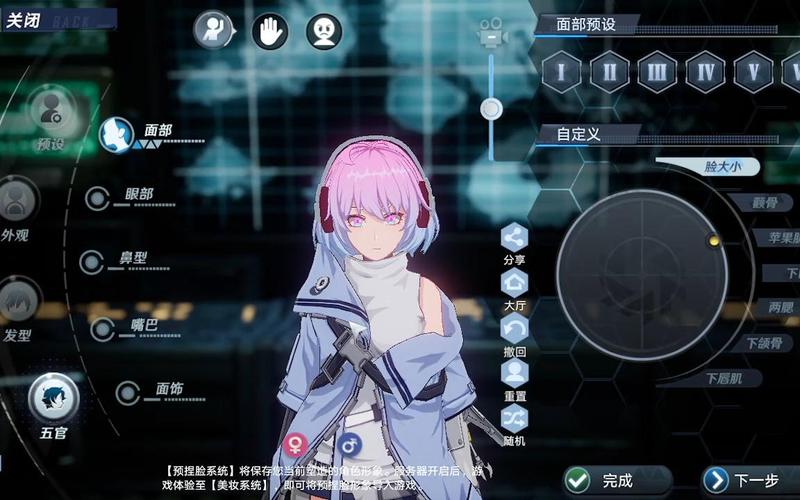 关闭
BACK
面部预设
I II III IV V
预设
面部
自定义
脸大小
眼部
颧骨
外观
苹果肌
鼻型
分享
下
大厅
两腮
发型
嘴巴
撤回
下颌骨
重置
下唇肌
面饰
五官
随机
【预捏脸系统】将保存您当前塑造的角色形象。服务器开启后，游
戏体验至【美妆系统】，即可将预捏脸形象导入游戏。
完成
下一步